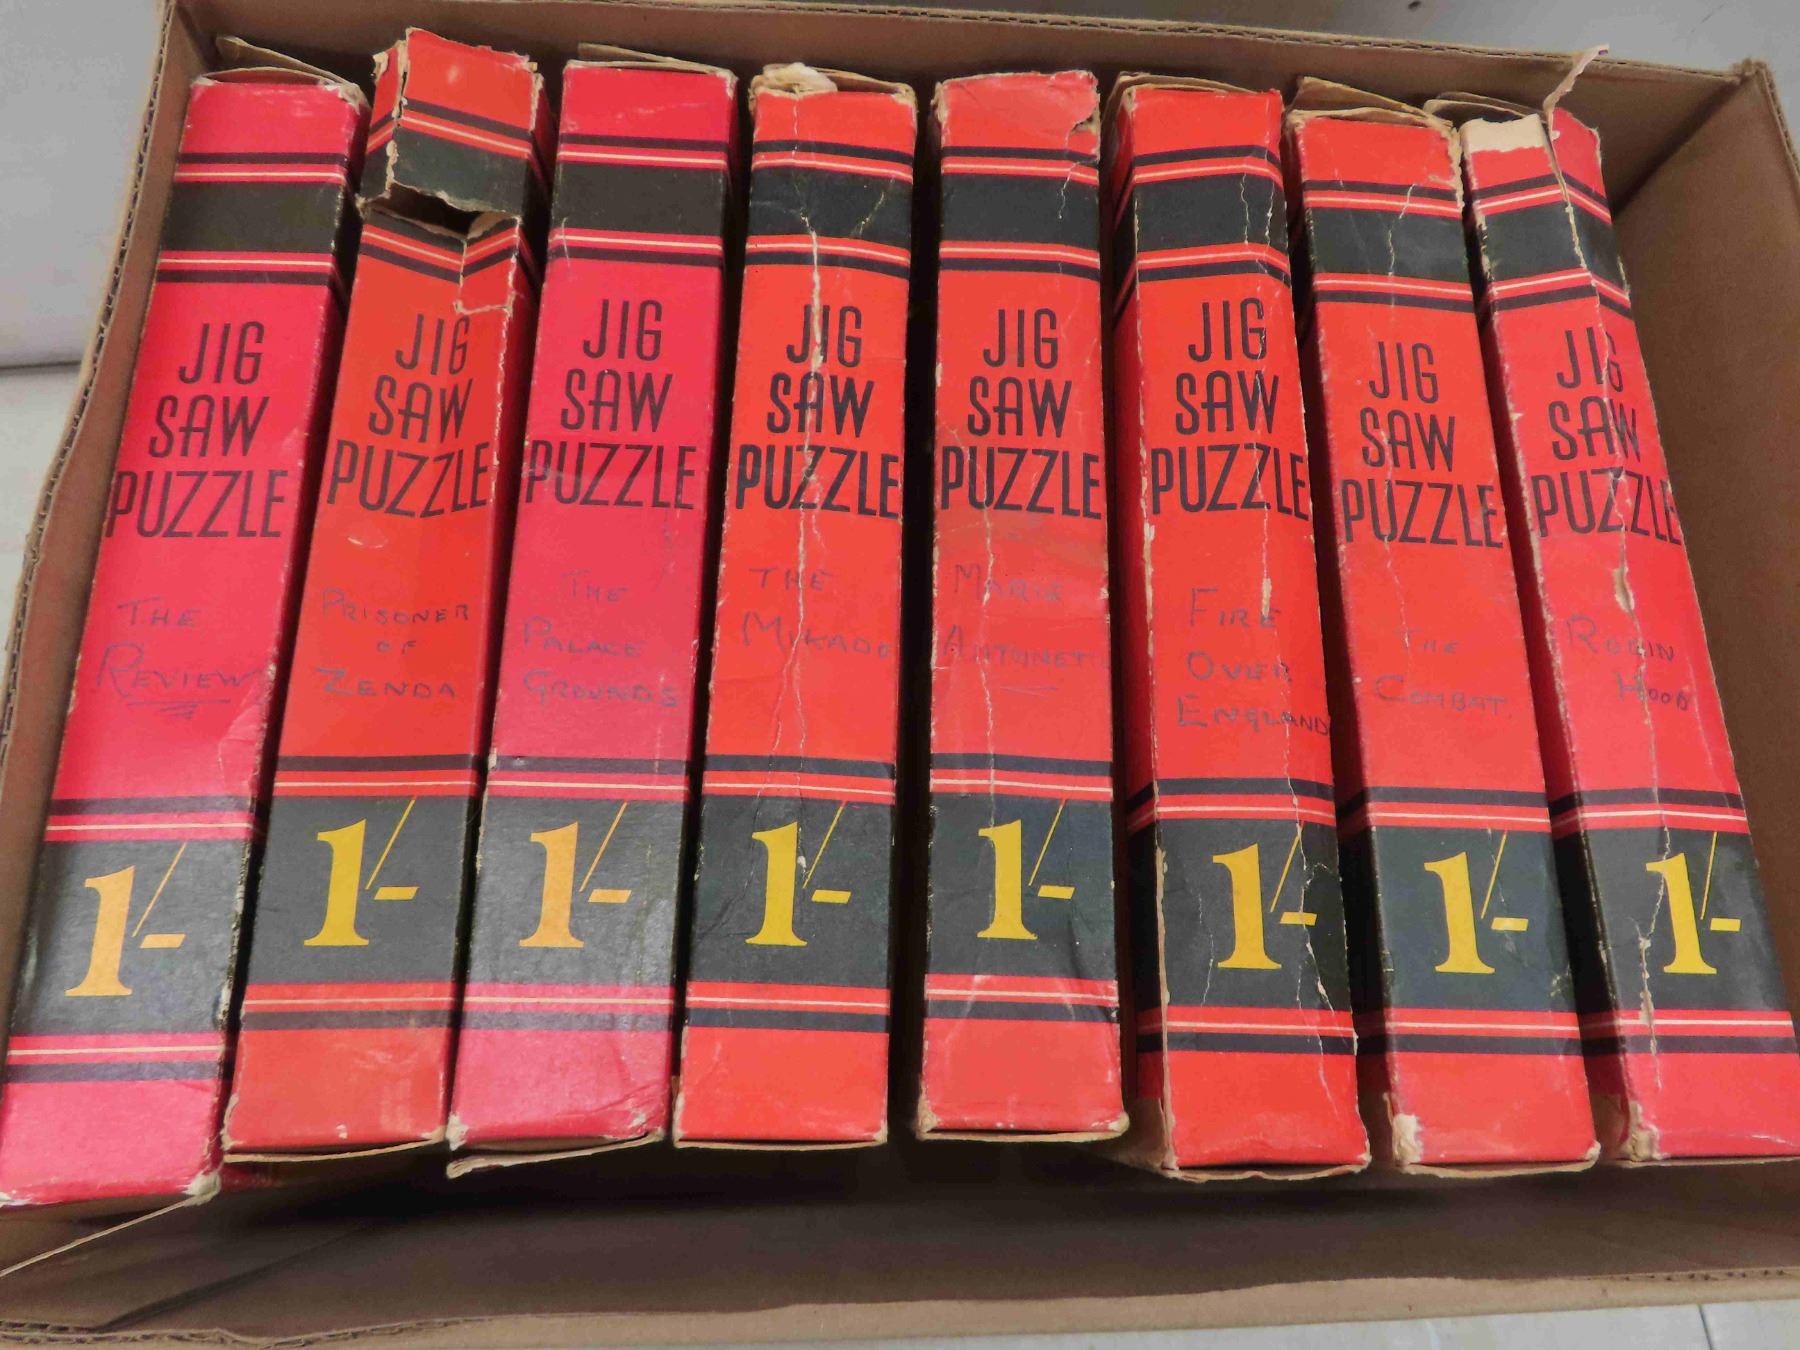 JIG
SAW
PUZZLE
THE
REVIEW
1/-
JIG
SAW
PUZZLE
PRISONER
OF
ZENDA
1/-
JIG
SAW
PUZZLE
THE
PALACE
GROUNDS
1/-
JIG
SAW
PUZZLE
THE
MIKADO
1/-
JIG
SAW
PUZZLE
MARIE
ANTOINETTE
1/-
JIG
SAW
PUZZLE
FIRE
OVER
ENGLAND
1/-
JIG
SAW
PUZZLE
THE
COMBAT.
1/-
JIG
SAW
PUZZLE
ROBIN
HOOD
1/-